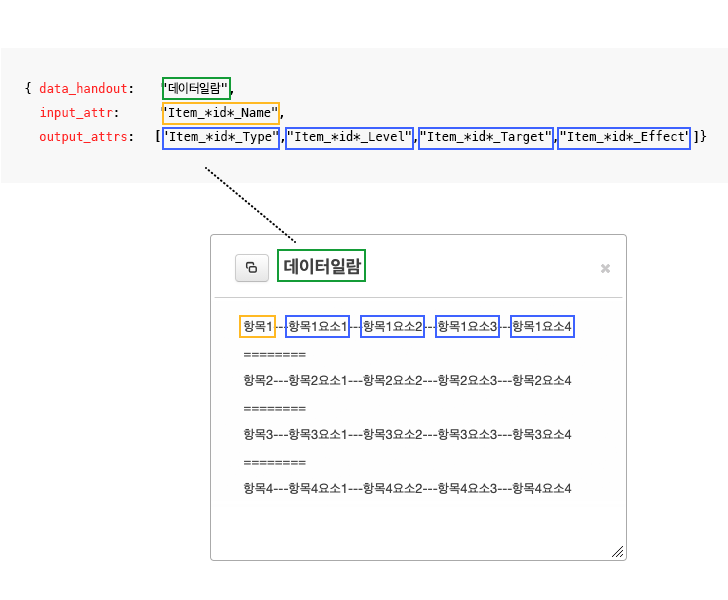 { data_handout: "데이터일람",
input_attr: "Item_*id*_Name",
output_attrs: ["Item_*id*_Type","Item_*id*_Level","Item_*id*_Target","Item_*id*_Effect"]}
데이터일람 ×
항목1---항목1요소1---항목1요소2---항목1요소3---항목1요소4
========
항목2---항목2요소1---항목2요소2---항목2요소3---항목2요소4
========
항목3---항목3요소1---항목3요소2---항목3요소3---항목3요소4
========
항목4---항목4요소1---항목4요소2---항목4요소3---항목4요소4